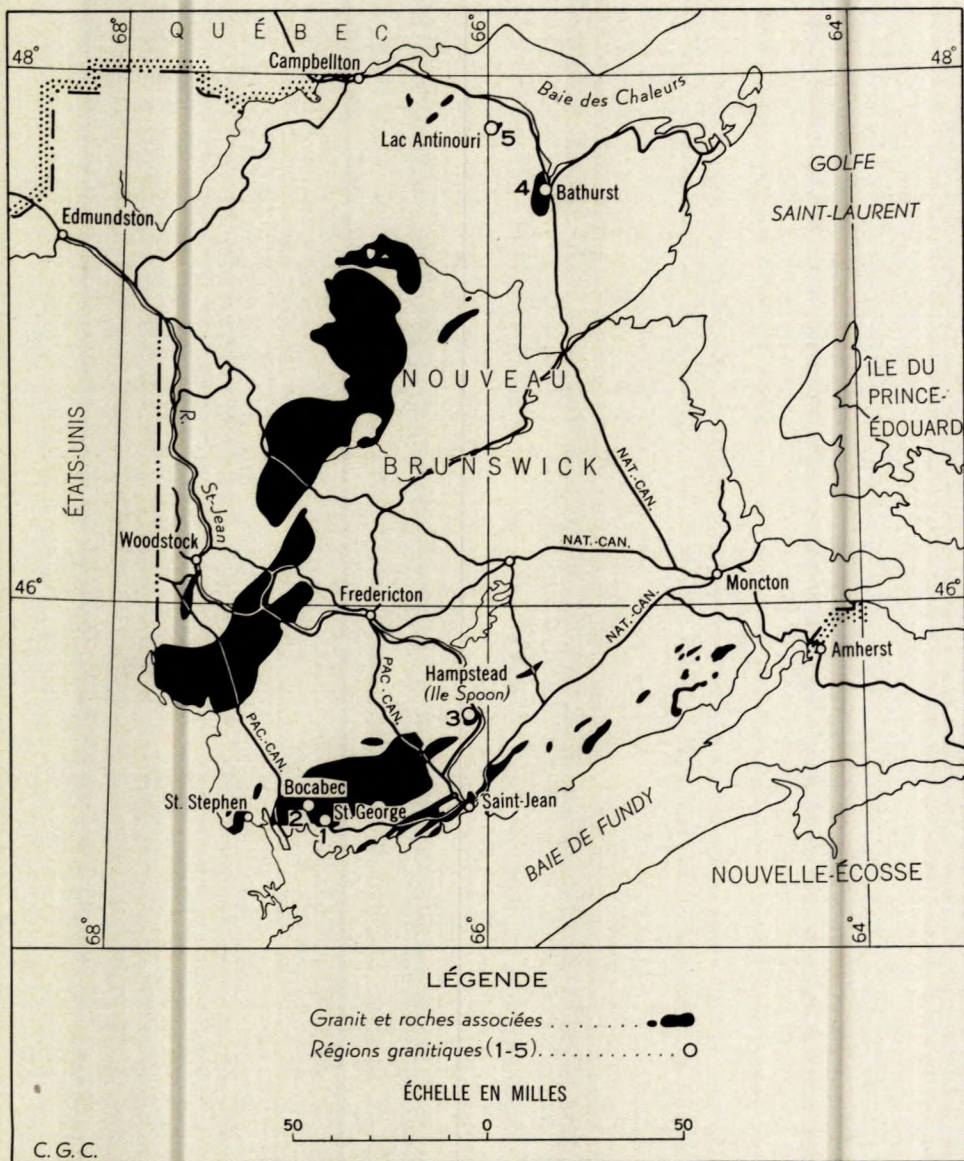 68°
QUÉBEC
66°
48°
Campbellton
48°
Baie des Chaleurs
Lac Antinouri
5
GOLFE
SAINT-LAURENT
4
Bathurst
Edmundston
NOUVEAU
BRUNSWICK
ÎLE DU
PRINCE-
ÉDOUARD
ÉTATS-UNIS
R.
St-Jean
NAT.-CAN.
Woodstock
NAT.-CAN.
46°
Fredericton
Moncton
46°
NAT.-CAN.
Amherst
PAC.-CAN.
Hampstead
(Ile Spoon)
3
PAC.-CAN.
Bocabec
St. Stephen
2
St. George
1
Saint-Jean
BAIE DE FUNDY
NOUVELLE-ÉCOSSE
68°
66°
64°
LÉGENDE
Granit et roches associées . . . . . . . .
Régions granitiques (1-5). . . . . . . . . . . .
ÉCHELLE EN MILLES
50 0 50
C. G. C.